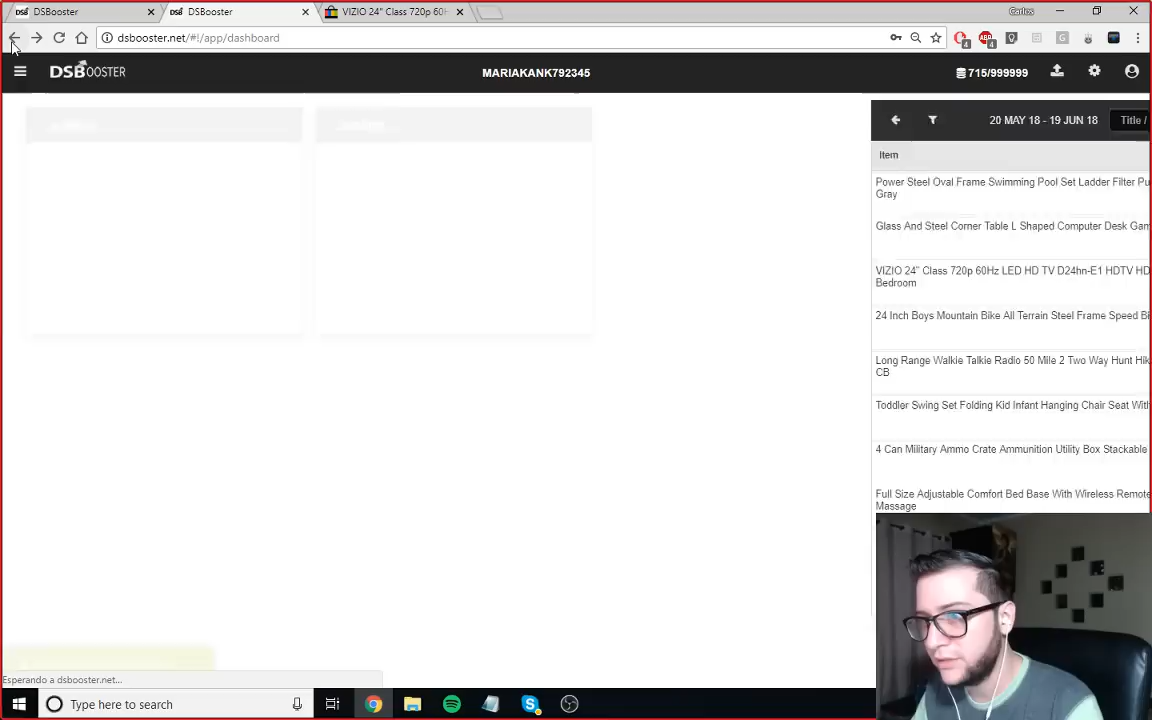 DSBooster
DSBooster
VIZIO 24" Class 720p 60H
Carlos
dsbooster.net/#!/app/dashboard
DSBOOSTER
MARIAKANK792345
715/999999
20 MAY 18 - 19 JUN 18
Title /
Item
Power Steel Oval Frame Swimming Pool Set Ladder Filter Pu
Gray
Glass And Steel Corner Table L Shaped Computer Desk Gam
VIZIO 24" Class 720p 60Hz LED HD TV D24hn-E1 HDTV HD
Bedroom
24 Inch Boys Mountain Bike All Terrain Steel Frame Speed Bi
Long Range Walkie Talkie Radio 50 Mile 2 Two Way Hunt Hik
CB
Toddler Swing Set Folding Kid Infant Hanging Chair Seat With
4 Can Military Ammo Crate Ammunition Utility Box Stackable
Full Size Adjustable Comfort Bed Base With Wireless Remote
Massage
Esperando a dsbooster.net...
Type here to search